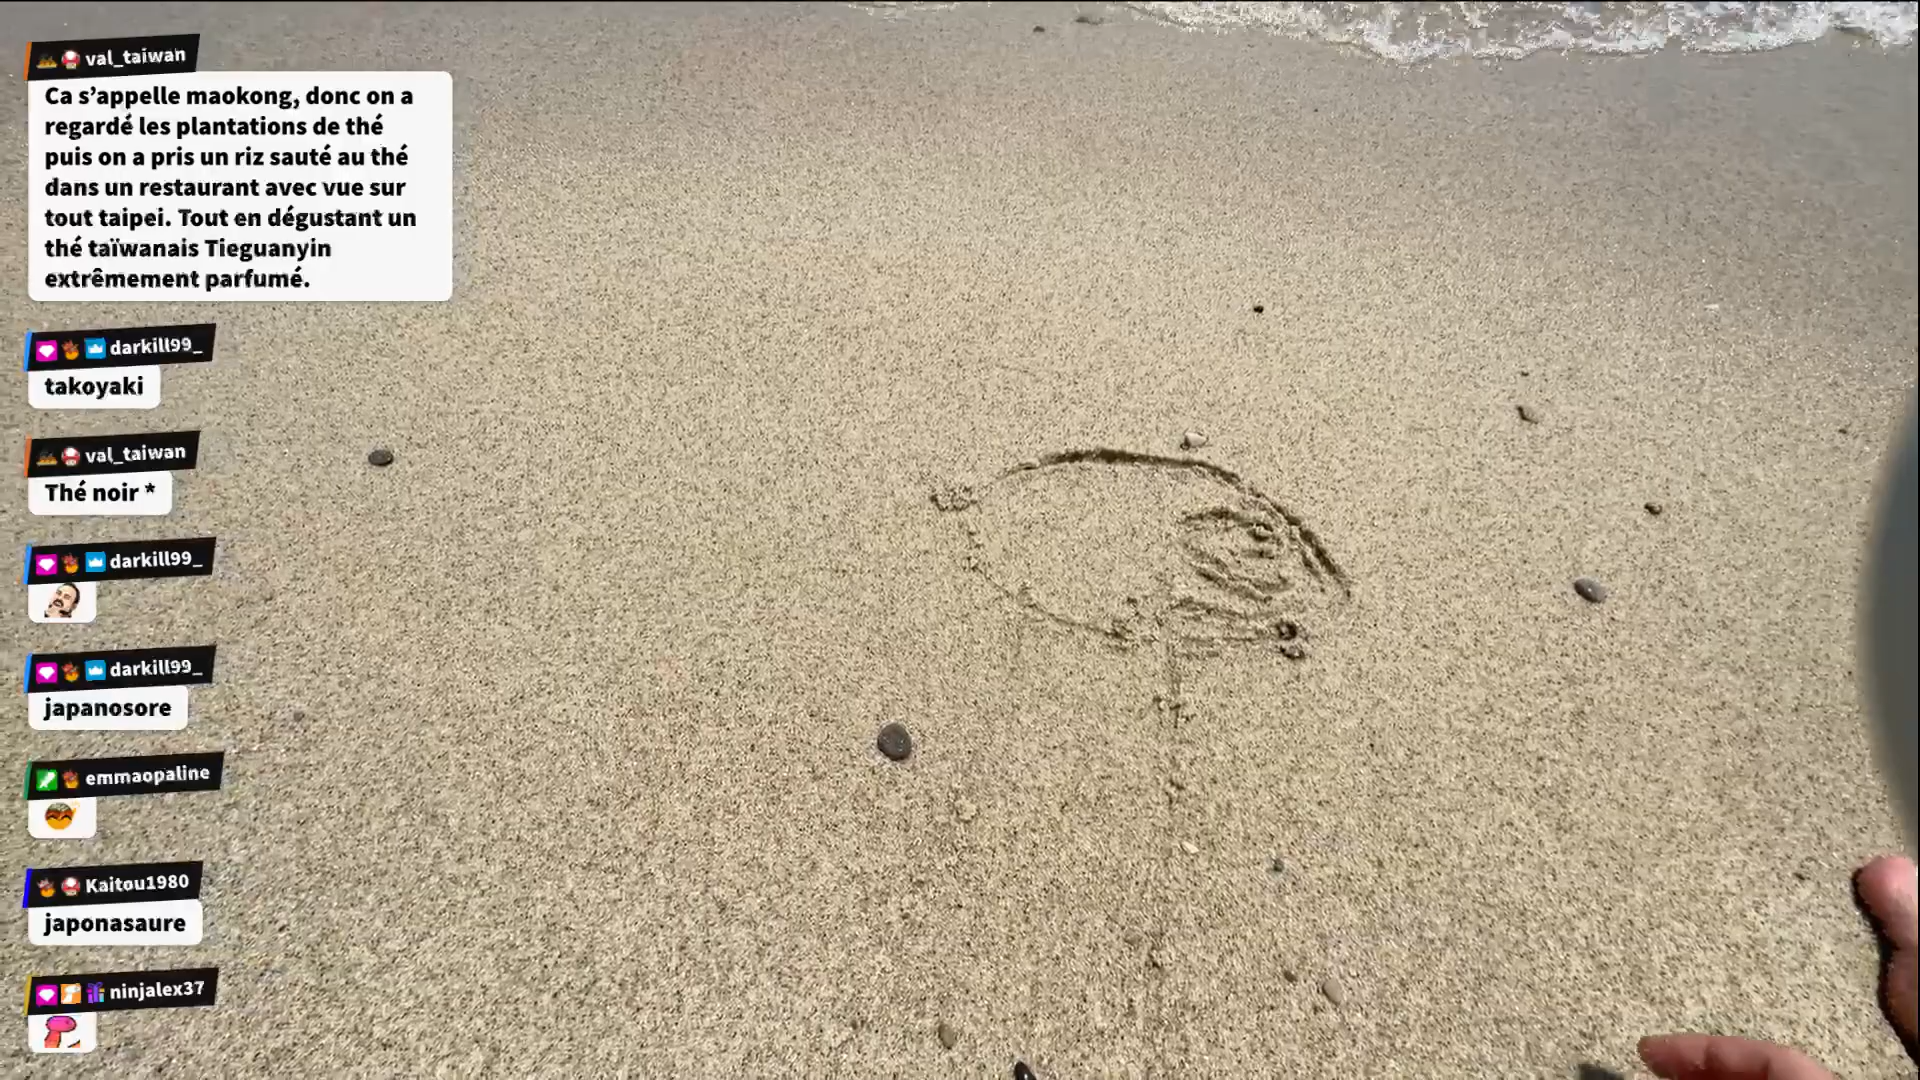 val_taiwan
Ca s’appelle maokong, donc on a
regardé les plantations de thé
puis on a pris un riz sauté au thé
dans un restaurant avec vue sur
tout taipei. Tout en dégustant un
thé taïwanais Tieguanyin
extrêmement parfumé.
darkill99_
takoyaki
val_taiwan
Thé noir *
darkill99_
darkill99_
japanosore
emmaopaline
Kaitou1980
japonasaure
ninjalex37